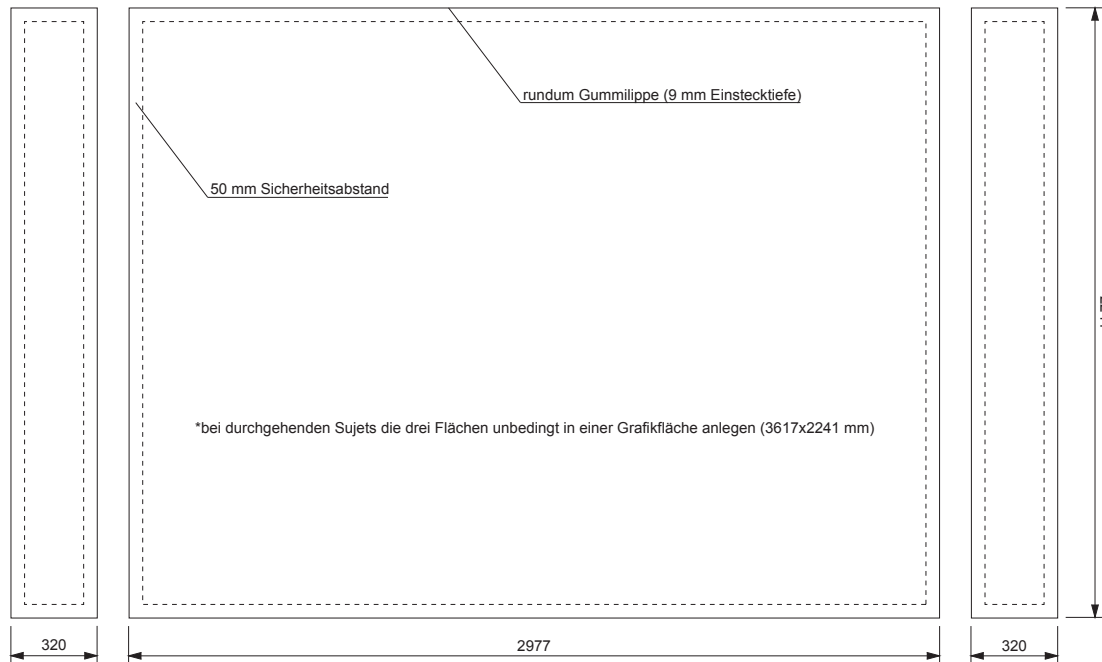 rundum Gummilippe (9 mm Einstecktiefe)
50 mm Sicherheitsabstand
*bei durchgehenden Sujets die drei Flächen unbedingt in einer Grafikfläche anlegen (3617x2241 mm)
320
2977
320